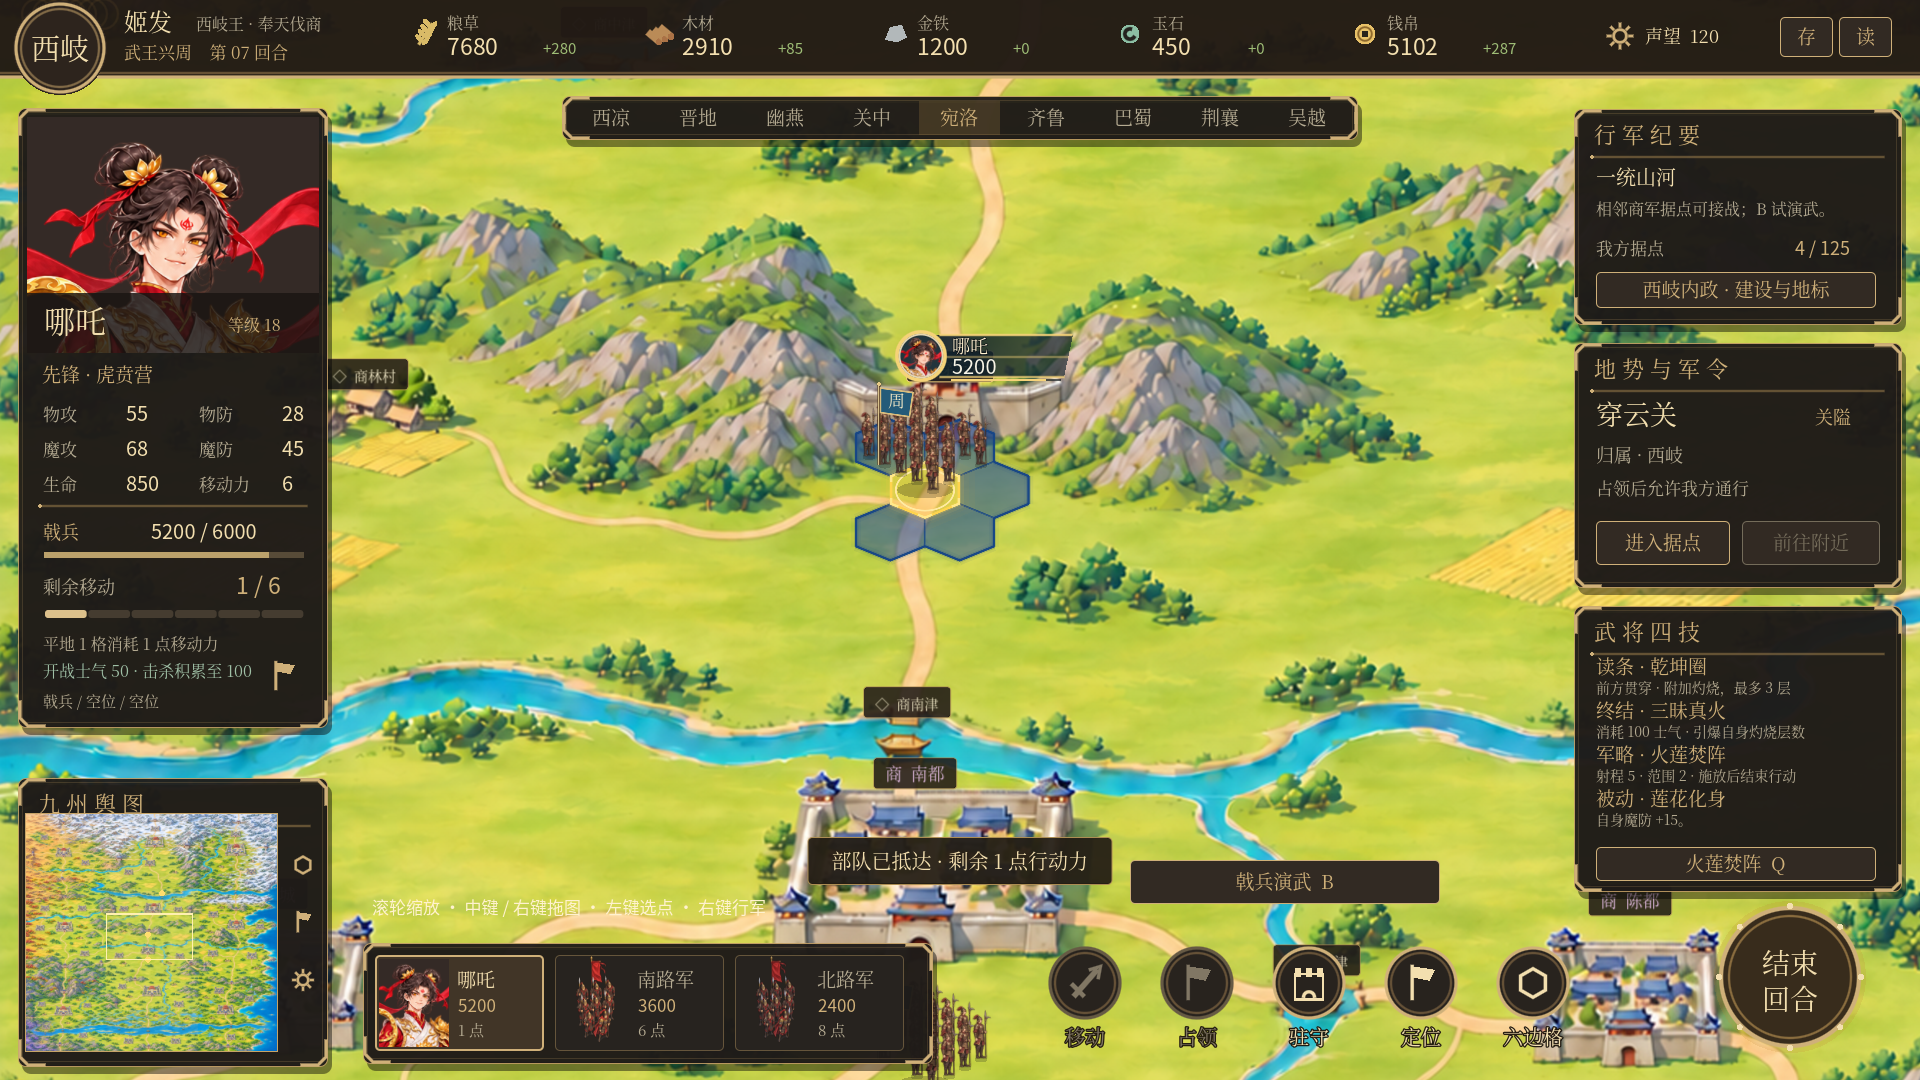 西岐
姬发 西岐王·奉天伐商
武王兴周 第 07 回合
粮草
7680 +280
木材
2910 +85
金铁
1200 +0
玉石
450 +0
钱帛
5102 +287
声望 120
存 读
西凉 晋地 幽燕 关中 宛洛 齐鲁 巴蜀 荆襄 吴越
哪吒 等级 18
先锋·虎贲营
物攻 55 物防 28
魔攻 68 魔防 45
生命 850 移动力 6
戟兵 5200 / 6000
剩余移动 1 / 6
平地 1 格消耗 1 点移动力
开战士气 50·击杀积累至 100
戟兵 / 空位 / 空位
九州舆图
◇ 商林村
哪吒
5200
周
◇ 商南津
商 南都
部队已抵达·剩余 1 点行动力
滚轮缩放 · 中键 / 右键拖图 · 左键选点 · 右键行军
戟兵演武 B
哪吒
5200
1 点
南路军
3600
6 点
北路军
2400
8 点
移动 占领 驻守 定位 六边格
津
行军纪要
一统山河
相邻商军据点可接战；B 试演武。
我方据点 4 / 125
西岐内政·建设与地标
地势与军令
穿云关 关隘
归属·西岐
占领后允许我方通行
进入据点 前往附近
武将四技
读条·乾坤圈
前方贯穿·附加灼烧，最多 3 层
终结·三昧真火
消耗 100 士气·引爆自身灼烧层数
军略·火莲焚阵
射程 5·范围 2·施放后结束行动
被动·莲花化身
自身魔防 +15。
火莲焚阵 Q
商 陈都
结束
回合